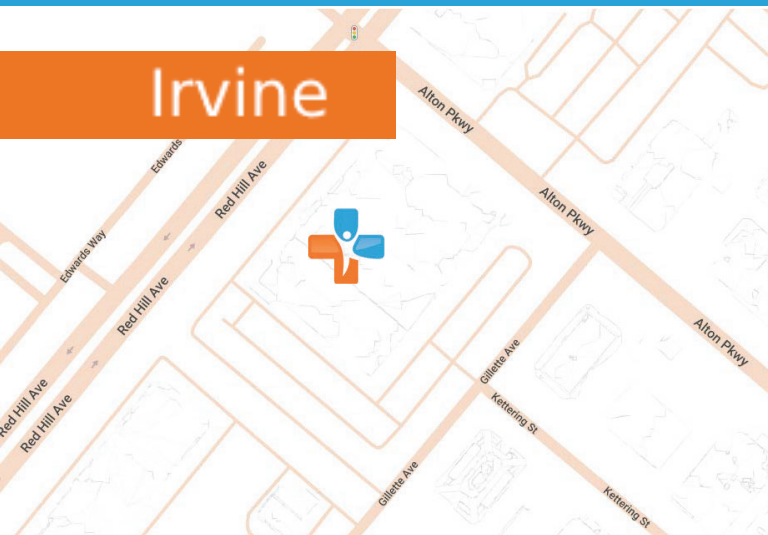 Irvine
Alton Pkwy
Edwards
Red Hill Ave
Alton Pkwy
Edwards Way
Red Hill Ave
Alton Pkwy
Gillette Ave
Red Hill Ave
Red Hill Ave
Kettering St
Gillette Ave
Kettering St